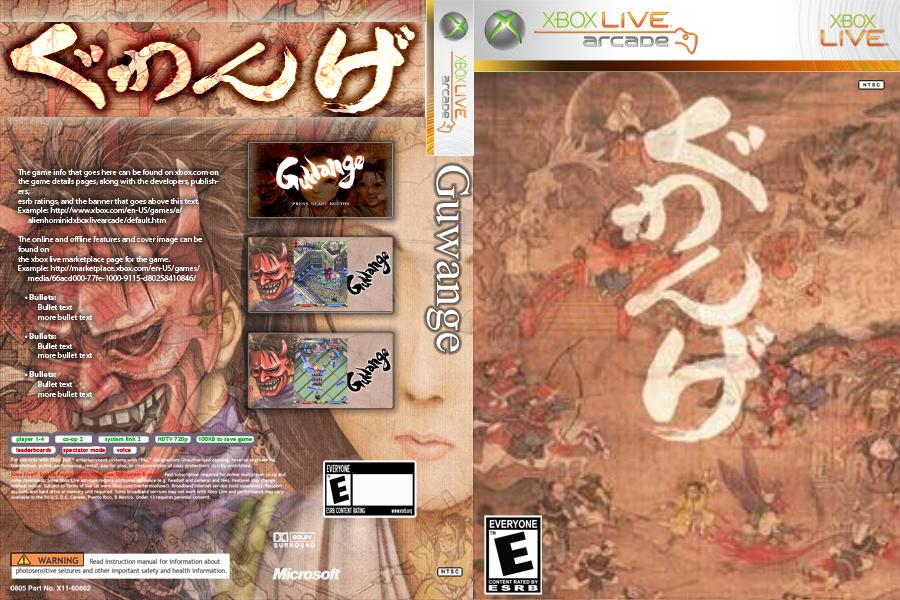 ぐわんげ
The game info that goes here can be found on xbox.com on
the game details pages, along with the developers, publish-
ers,
esrb ratings, and the banner that goes above this text.
Example: http://www.xbox.com/en-US/games/a/
alienhominidxboxlivearcade/default.htm
The online and offline features and cover image can be
found on
the xbox live marketplace page for the game.
Example: http://marketplace.xbox.com/en-US/games/
media/66acd000-77fe-1000-9115-d80258410846/
• Bullets:
Bullet text
more bullet text
• Bullets:
Bullet text
more bullet text
• Bullets:
Bullet text
more bullet text
Guwange
PRESS START BUTTON
Guwange
Guwange
player 1-4 co-op 2 system link 2 HDTV 720p 100KB to save game
leaderboards spectator mode voice
EVERYONE
E
ESRB CONTENT RATING www.esrb.org
DOLBY
SURROUND
WARNING Read instruction manual for information about
photosensitive seizures and other important safety and health information.
Microsoft
NTSC
0805 Part No. X11-60862
XBOX LIVE
arcade
Guwange
XBOX LIVE
arcade
XBOX
LIVE
NTSC
ぐわんげ
EVERYONE
E
CONTENT RATED BY
ESRB